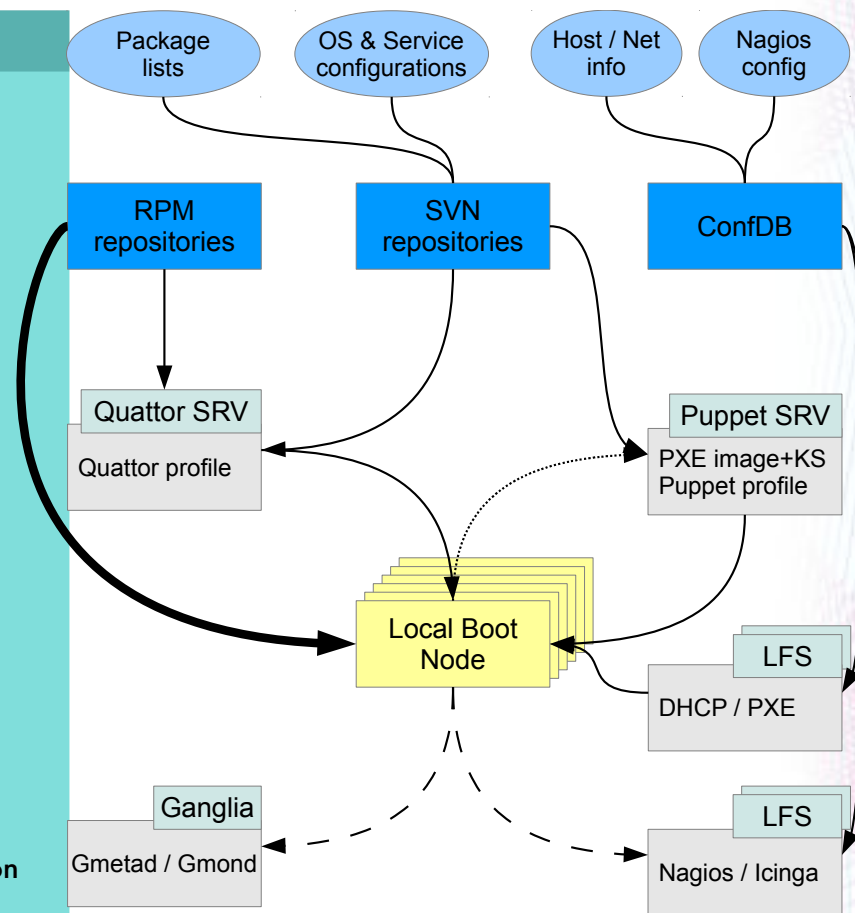 Package
lists
OS & Service
configurations
Host / Net
info
Nagios
config
RPM
repositories
SVN
repositories
ConfDB
Quattor SRV
Quattor profile
Puppet SRV
PXE image+KS
Puppet profile
Local Boot
Node
LFS
DHCP / PXE
Ganglia
Gmetad / Gmond
LFS
Nagios / Icinga
on